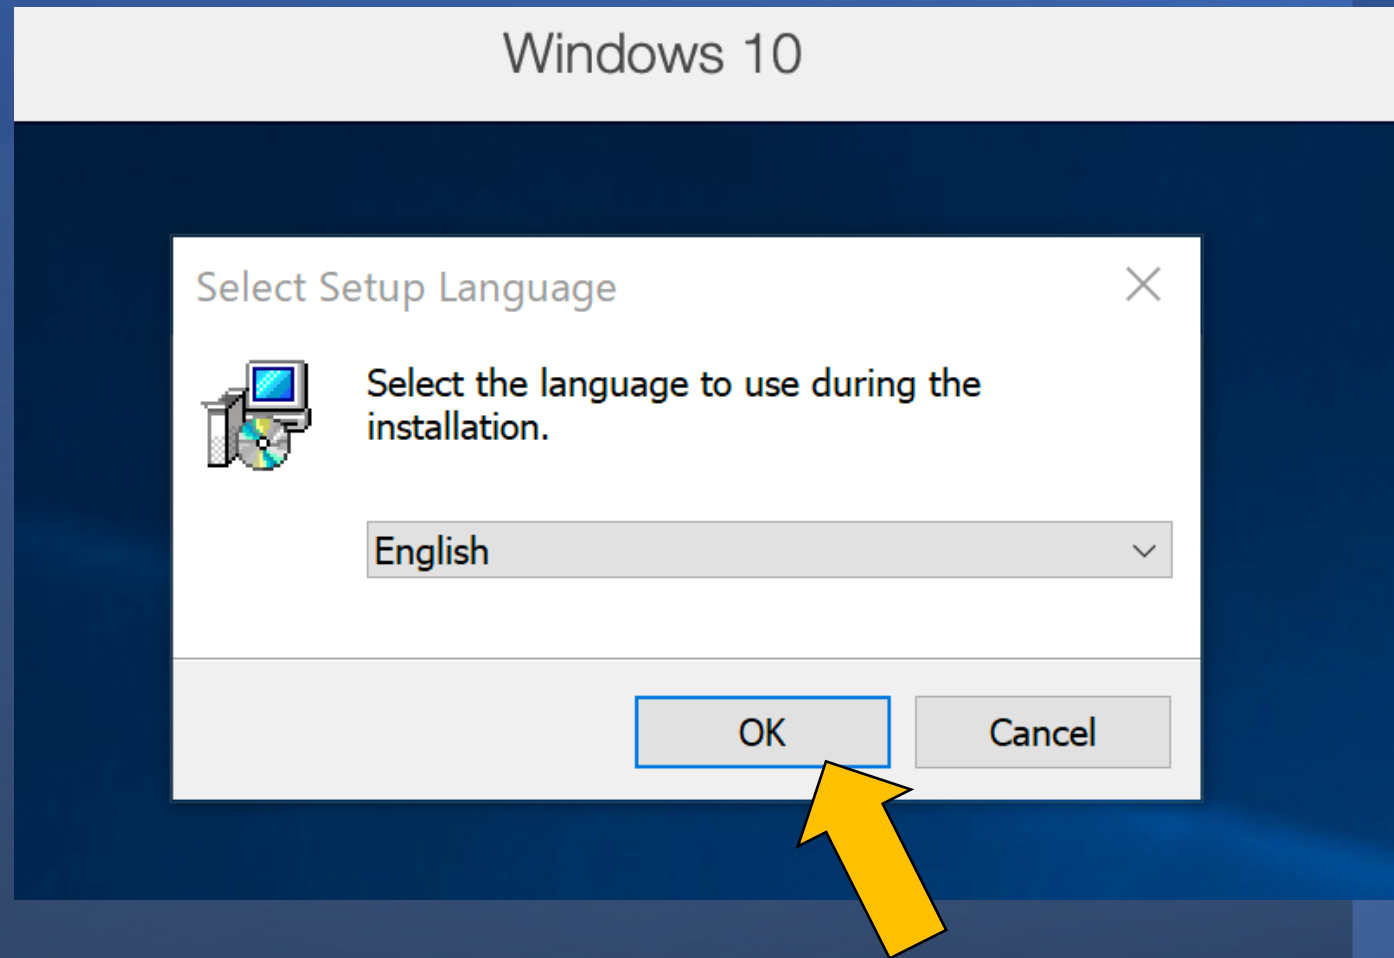 Windows 10
Select Setup Language
Select the language to use during the
installation.
English
OK
Cancel